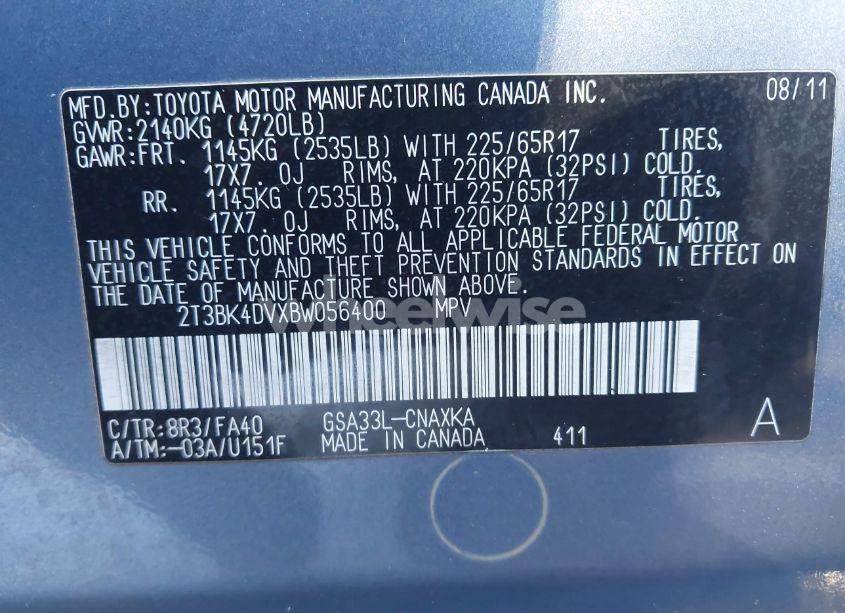 MFD. BY: TOYOTA MOTOR MANUFACTURING CANADA INC. 08/11
GVWR: 2140KG (4720LB)
GAWR: FRT. 1145KG (2535LB) WITH 225/65R17 TIRES,
17X7. 0J RIMS, AT 220KPA (32PSI) COLD.
RR. 1145KG (2535LB) WITH 225/65R17 TIRES,
17X7. 0J RIMS, AT 220KPA (32PSI) COLD.
THIS VEHICLE CONFORMS TO ALL APPLICABLE FEDERAL MOTOR
VEHICLE SAFETY AND THEFT PREVENTION STANDARDS IN EFFECT ON
THE DATE OF MANUFACTURE SHOWN ABOVE.
2T3BK4DVXBW056400 MPV
wheelwise
C/TR: 8R3/FA40 GSA33L-CNAXKA
A/TM: -03A/U151F MADE IN CANADA 411 A